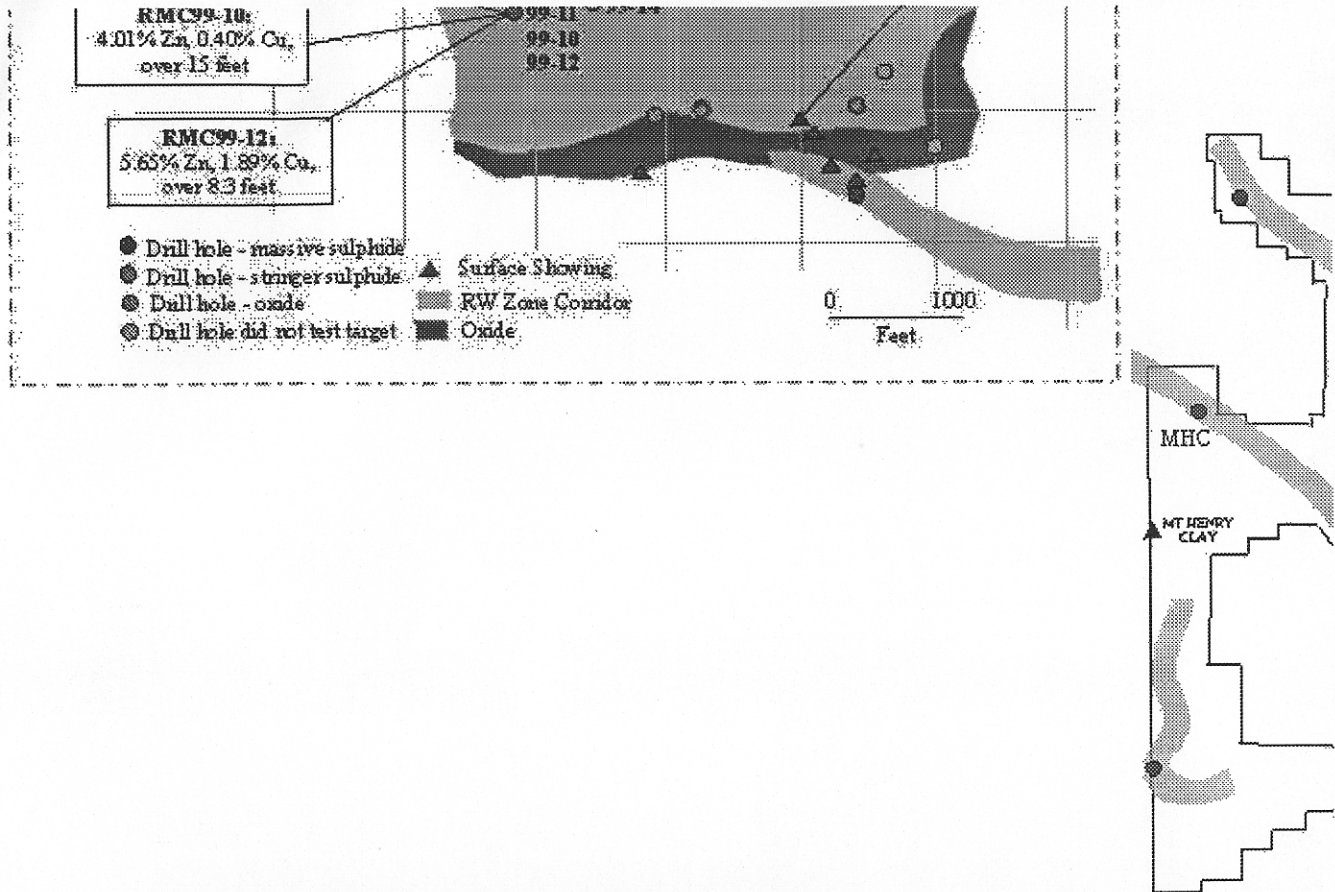 RMC99-10:
4.01% Zn, 0.40% Cu,
over 15 feet
99-11
99-10
99-12
RMC99-12:
5.65% Zn, 1.89% Cu,
over 8.3 feet
Drill hole - massive sulphide
Drill hole - stringer sulphide
Drill hole - oxide
Drill hole did not test target
Surface Showing
RW Zone Corridor
Oxide
0 1000
Feet
MHC
MT HENRY
CLAY